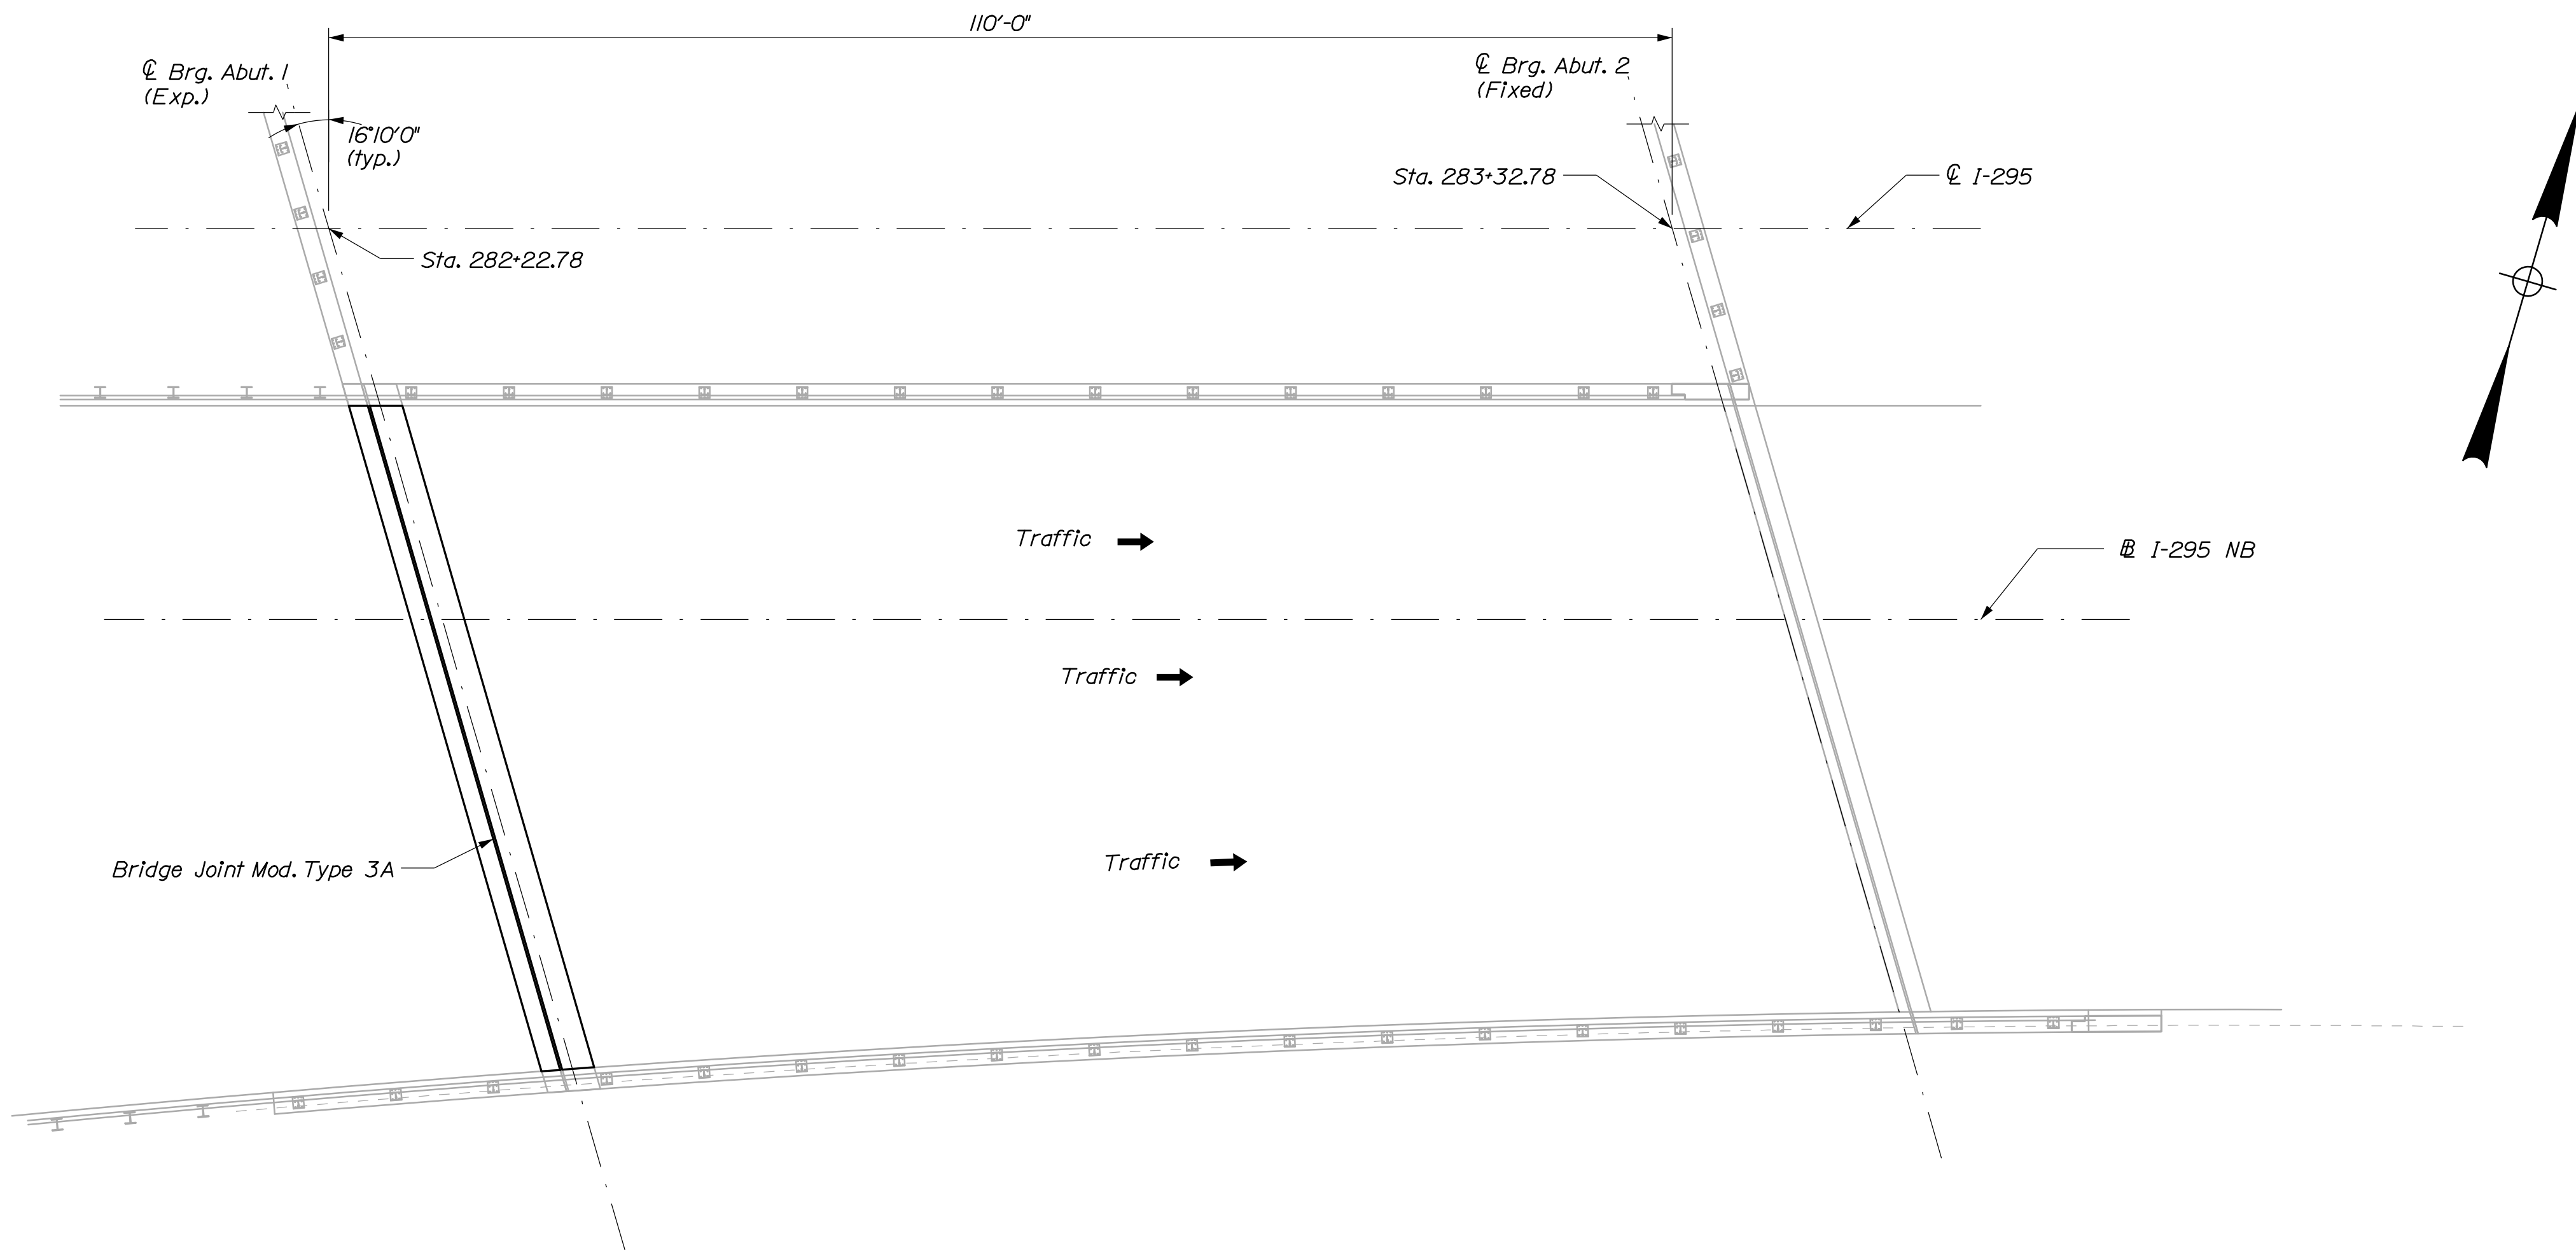 110'-0"
℄ Brg. Abut. 1
(Exp.)
℄ Brg. Abut. 2
(Fixed)
16°10'0"
(typ.)
Sta. 283+32.78
℄ I-295
Sta. 282+22.78
Traffic
BL I-295 NB
Traffic
Traffic
Bridge Joint Mod. Type 3A